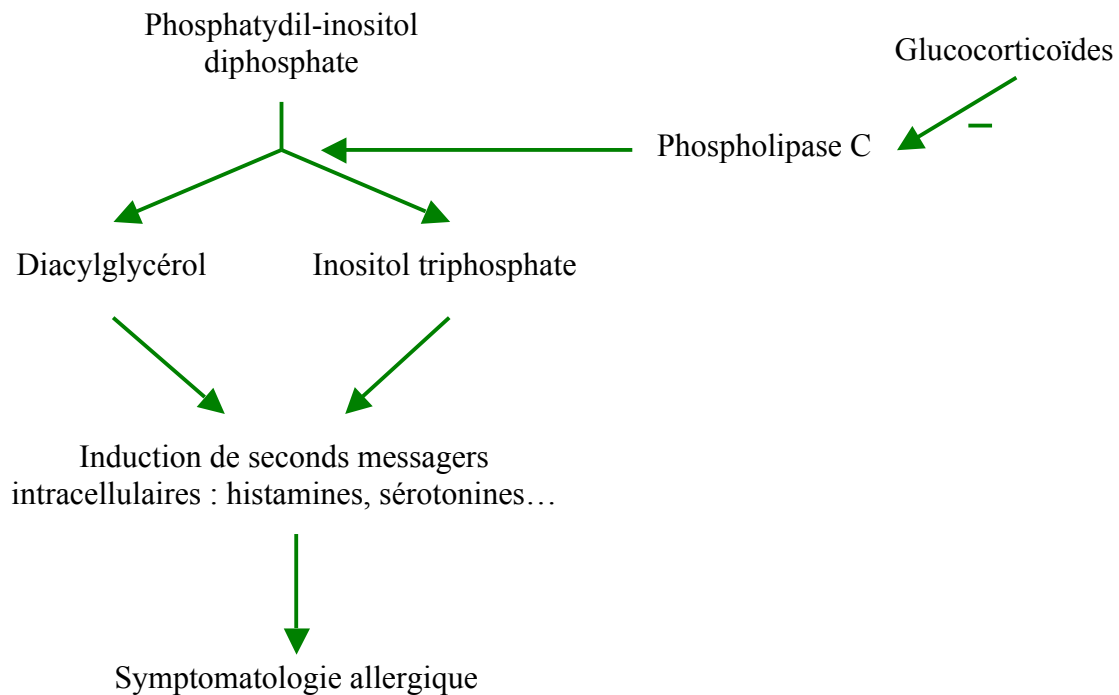 Phosphatydil-inositol
diphosphate
Glucocorticoïdes
Phospholipase C
Diacylglycérol
Inositol triphosphate
Induction de seconds messagers
intracellulaires : histamines, sérotonines…
Symptomatologie allergique